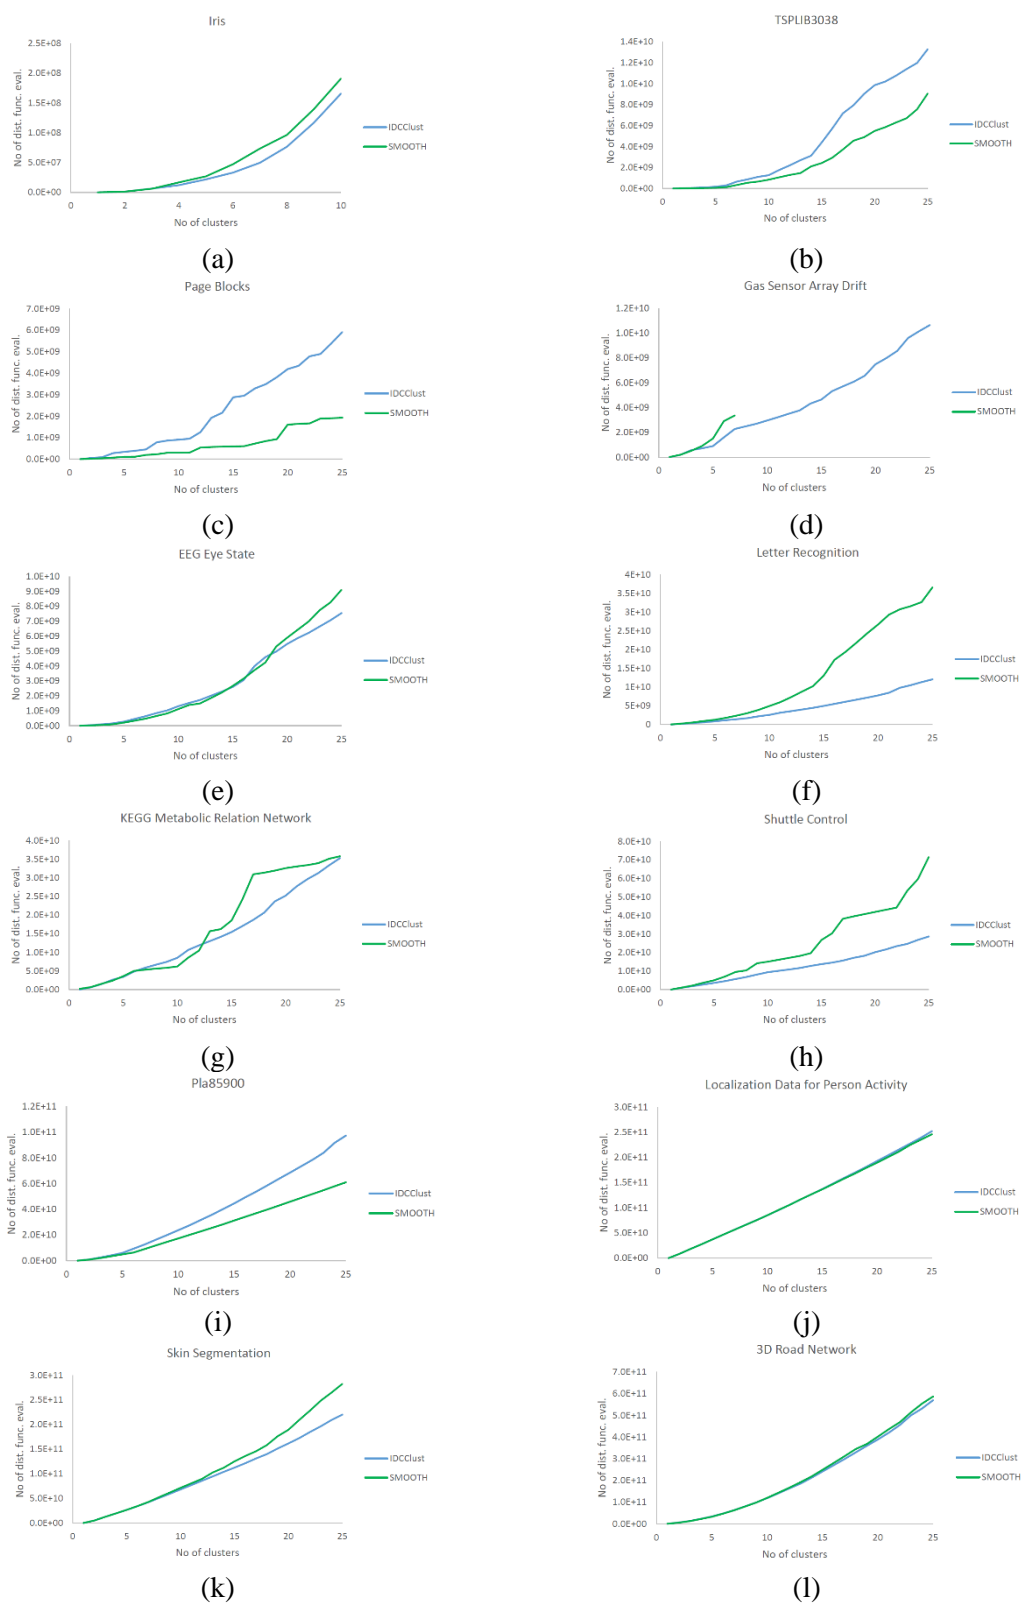 Iris
No of dist. func. eval.
2.5E+08
2.0E+08
1.5E+08
1.0E+08
5.0E+07
0.0E+00
0 2 4 6 8 10
No of clusters
IDCClust
SMOOTH
(a)
TSPLIB3038
No of dist. func. eval.
1.4E+10
1.2E+10
1.0E+10
8.0E+09
6.0E+09
4.0E+09
2.0E+09
0.0E+00
0 5 10 15 20 25
No of clusters
IDCClust
SMOOTH
(b)
Page Blocks
No of dist. func. eval.
7.0E+09
6.0E+09
5.0E+09
4.0E+09
3.0E+09
2.0E+09
1.0E+09
0.0E+00
0 5 10 15 20 25
No of clusters
IDCClust
SMOOTH
(c)
Gas Sensor Array Drift
No of dist. func. eval.
1.2E+10
1.0E+10
8.0E+09
6.0E+09
4.0E+09
2.0E+09
0.0E+00
0 5 10 15 20 25
No of clusters
IDCClust
SMOOTH
(d)
EEG Eye State
No of dist. func. eval.
1.0E+10
9.0E+09
8.0E+09
7.0E+09
6.0E+09
5.0E+09
4.0E+09
3.0E+09
2.0E+09
1.0E+09
0.0E+00
0 5 10 15 20 25
No of clusters
IDCClust
SMOOTH
(e)
Letter Recognition
No of dist. func. eval.
4E+10
3.5E+10
3E+10
2.5E+10
2E+10
1.5E+10
1E+10
5E+09
0
0 5 10 15 20 25
No of clusters
IDCClust
SMOOTH
(f)
KEGG Metabolic Relation Network
No of dist. func. eval.
4.0E+10
3.5E+10
3.0E+10
2.5E+10
2.0E+10
1.5E+10
1.0E+10
5.0E+09
0.0E+00
0 5 10 15 20 25
No of clusters
IDCClust
SMOOTH
(g)
Shuttle Control
No of dist. func. eval.
8.0E+10
7.0E+10
6.0E+10
5.0E+10
4.0E+10
3.0E+10
2.0E+10
1.0E+10
0.0E+00
0 5 10 15 20 25
No of clusters
IDCClust
SMOOTH
(h)
Pla85900
No of dist. func. eval.
1.2E+11
1.0E+11
8.0E+10
6.0E+10
4.0E+10
2.0E+10
0.0E+00
0 5 10 15 20 25
No of clusters
IDCClust
SMOOTH
(i)
Localization Data for Person Activity
No of dist. func. eval.
3.0E+11
2.5E+11
2.0E+11
1.5E+11
1.0E+11
5.0E+10
0.0E+00
0 5 10 15 20 25
No of clusters
IDCClust
SMOOTH
(j)
Skin Segmentation
No of dist. func. eval.
3.0E+11
2.5E+11
2.0E+11
1.5E+11
1.0E+11
5.0E+10
0.0E+00
0 5 10 15 20 25
No of clusters
IDCClust
SMOOTH
(k)
3D Road Network
No of dist. func. eval.
7.0E+11
6.0E+11
5.0E+11
4.0E+11
3.0E+11
2.0E+11
1.0E+11
0.0E+00
0 5 10 15 20 25
No of clusters
IDCClust
SMOOTH
(l)